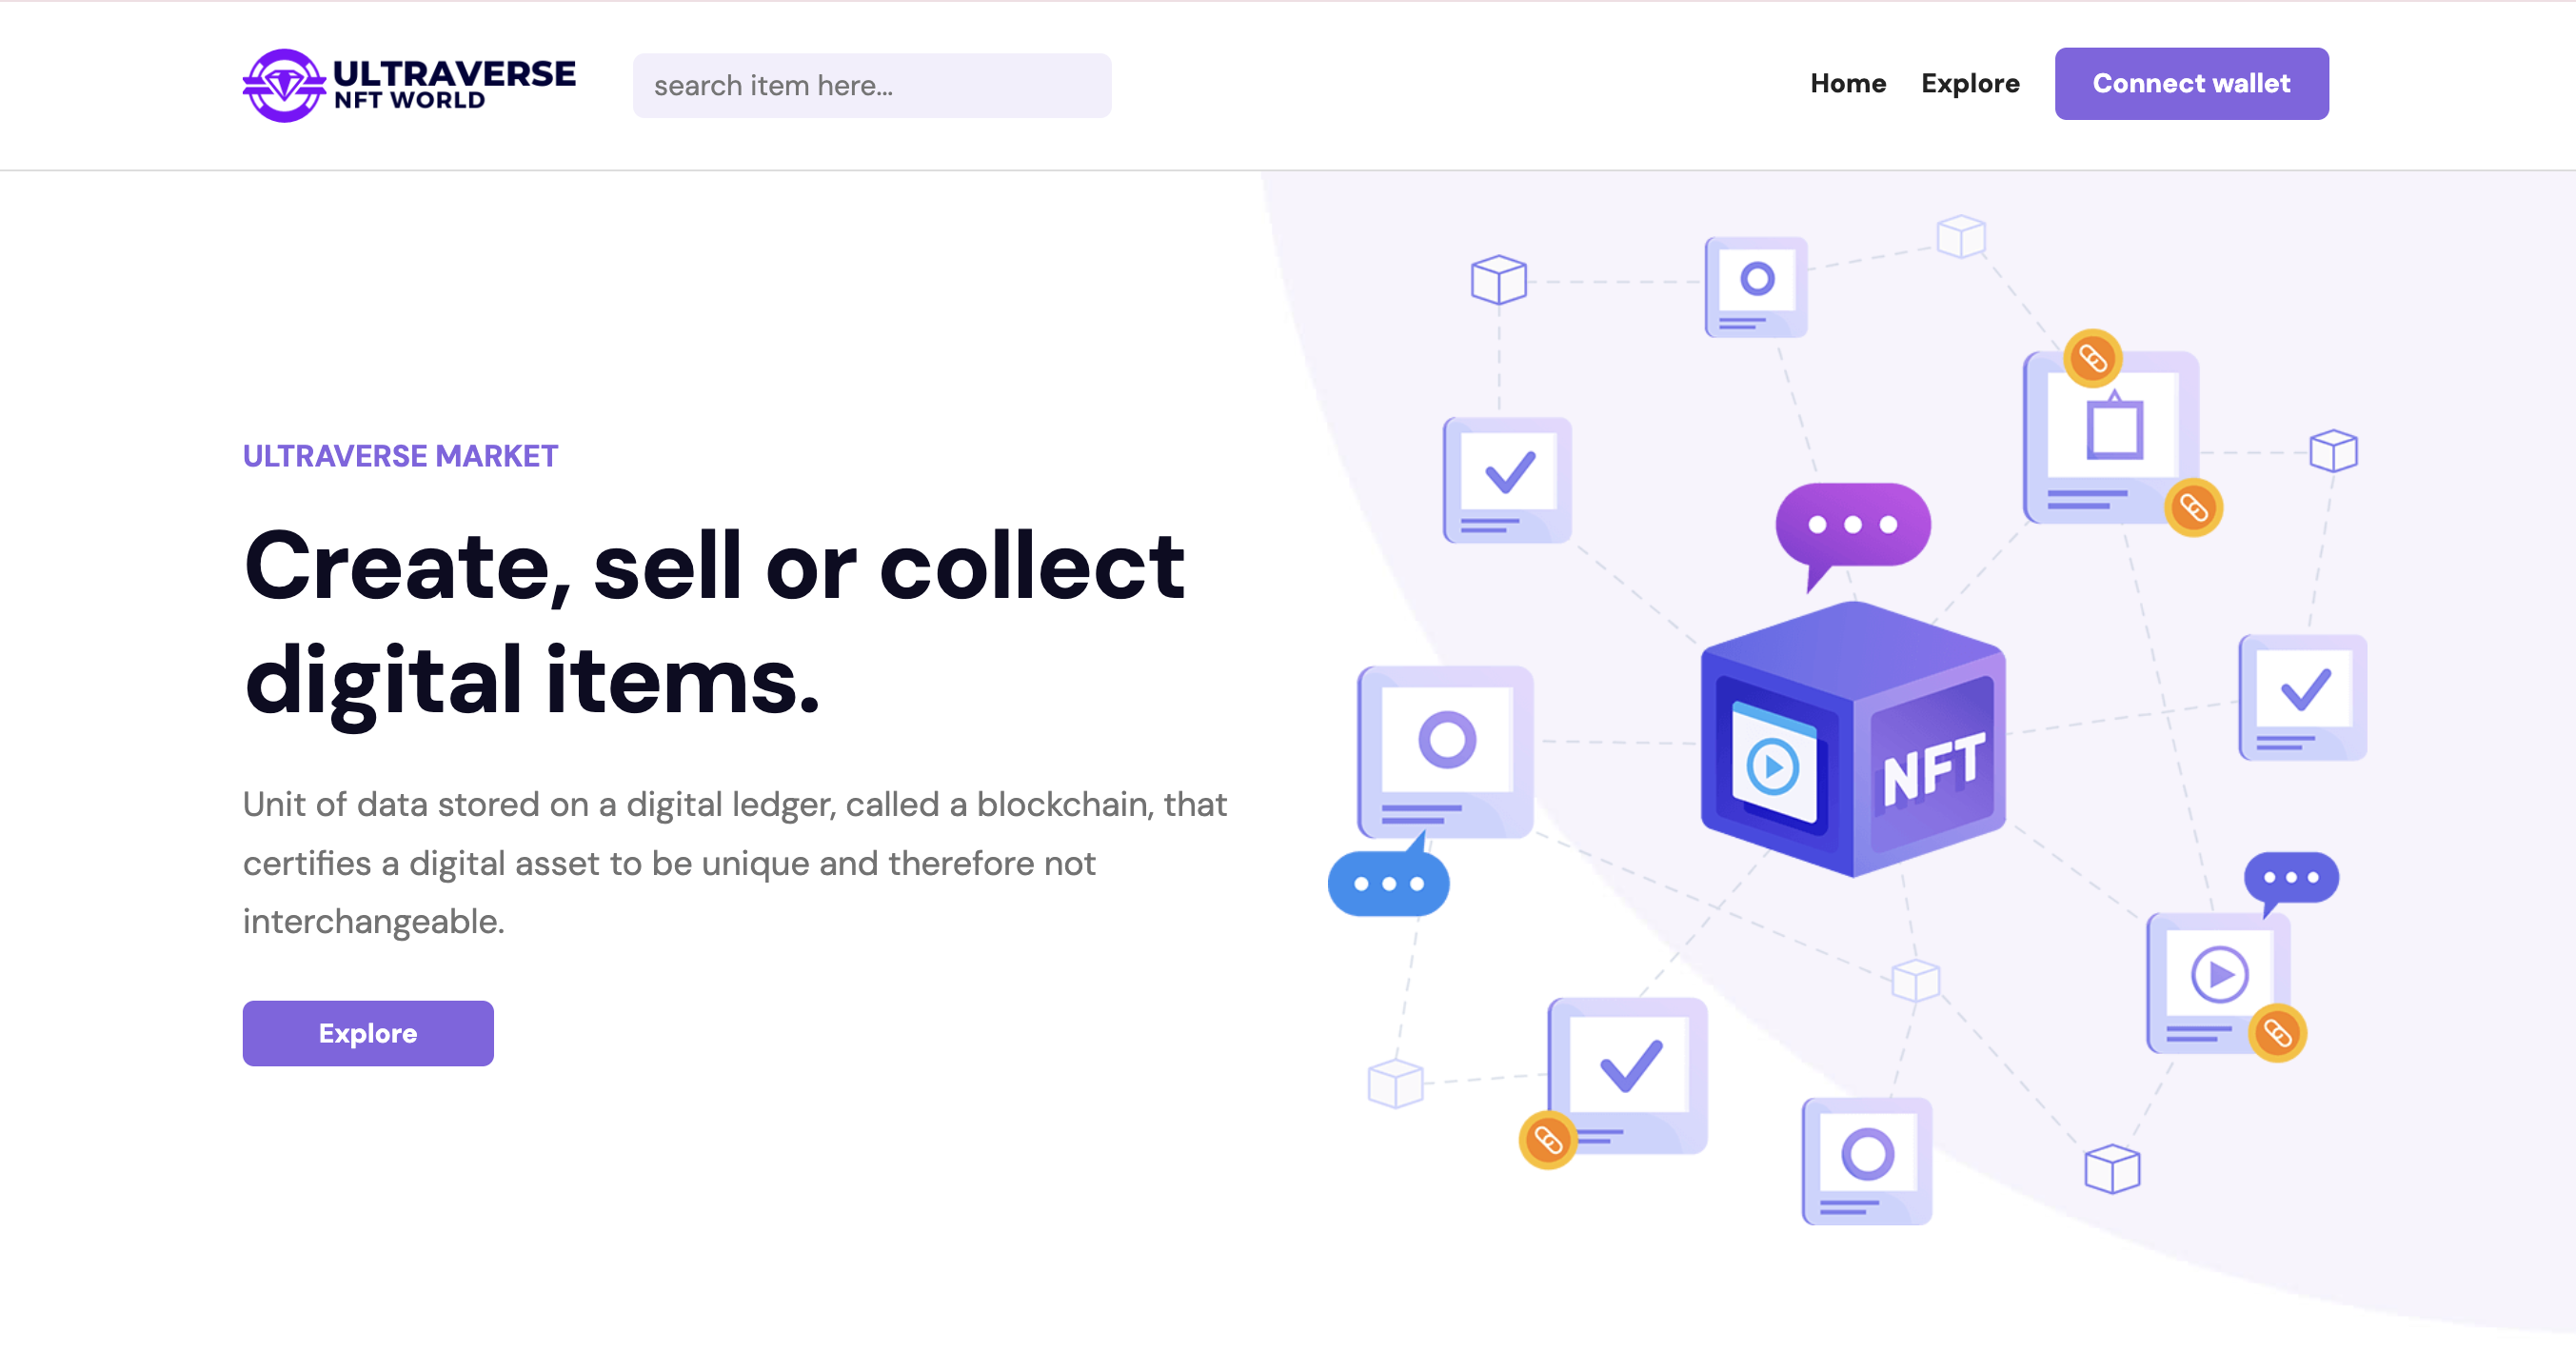 ULTRAVERSE
NFT WORLD
search item here...
Home
Explore
Connect wallet
ULTRAVERSE MARKET
Create, sell or collect
digital items.
Unit of data stored on a digital ledger, called a blockchain, that
certifies a digital asset to be unique and therefore not
interchangeable.
Explore
NFT